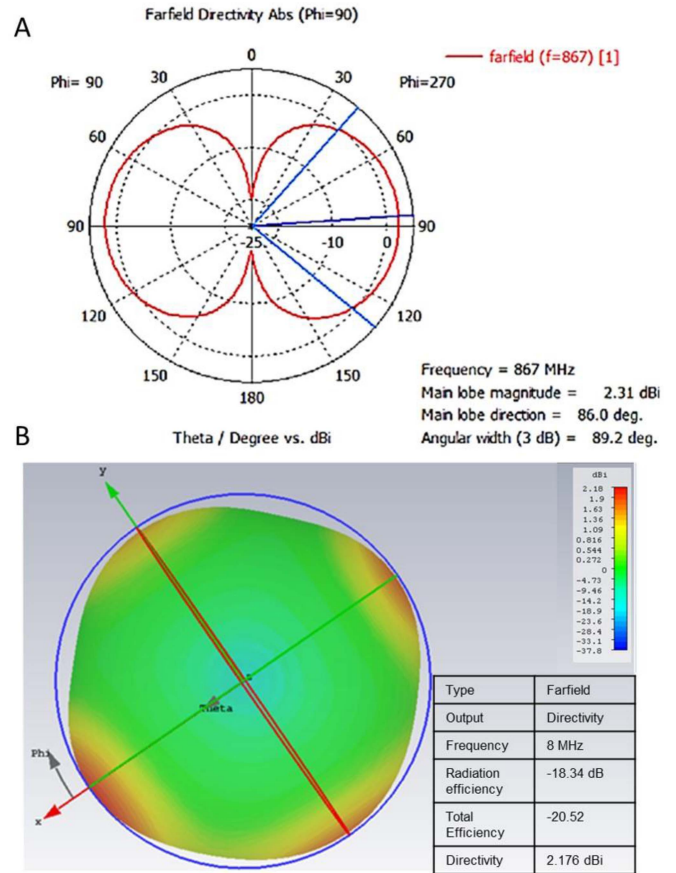 A
Farfield Directivity Abs (Phi=90)
farfield (f=867) [1]
Phi= 90
30
0
30
Phi=270
60
60
90
-25
-10
0
90
120
120
150
180
150
Frequency = 867 MHz
Main lobe magnitude = 2.31 dBi
Main lobe direction = 86.0 deg.
Angular width (3 dB) = 89.2 deg.
B
Theta / Degree vs. dBi
y
Theta
Phi
x
dBi
2.18
1.9
1.63
1.36
1.09
0.816
0.544
0.272
0
-4.73
-9.46
-14.2
-18.9
-23.6
-28.4
-33.1
-37.8
Type Farfield
Output Directivity
Frequency 8 MHz
Radiation efficiency -18.34 dB
Total Efficiency -20.52
Directivity 2.176 dBi